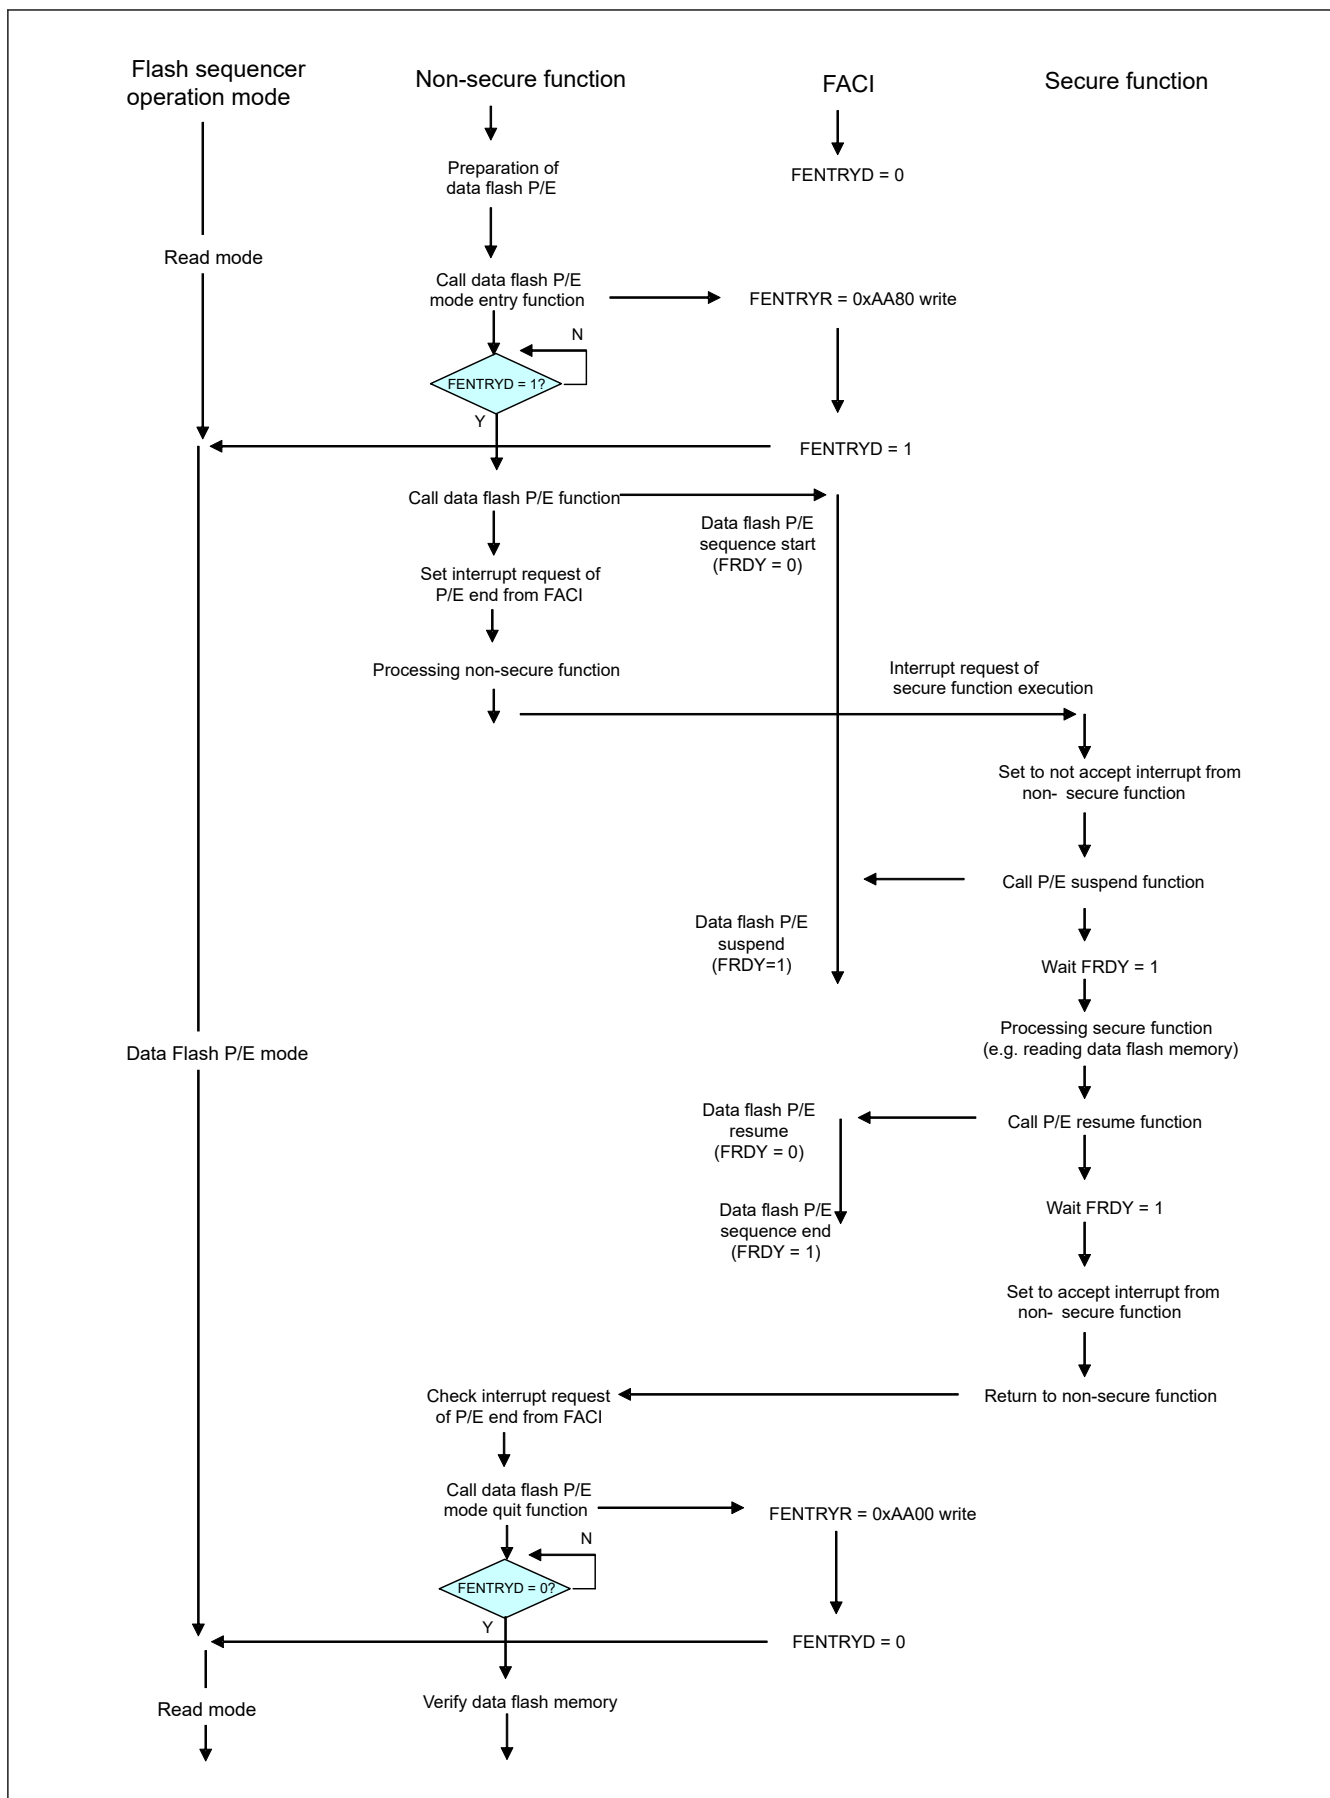 Flash sequencer
operation mode
Non-secure function
FACI
Secure function
Preparation of
data flash P/E
FENTRYD = 0
Read mode
Call data flash P/E
mode entry function
FENTRYR = 0xAA80 write
N
FENTRYD = 1?
Y
FENTRYD = 1
Call data flash P/E function
Data flash P/E
sequence start
(FRDY = 0)
Set interrupt request of
P/E end from FACI
Processing non-secure function
Interrupt request of
secure function execution
Set to not accept interrupt from
non- secure function
Call P/E suspend function
Data flash P/E
suspend
(FRDY=1)
Wait FRDY = 1
Processing secure function
(e.g. reading data flash memory)
Data Flash P/E mode
Data flash P/E
resume
(FRDY = 0)
Call P/E resume function
Wait FRDY = 1
Data flash P/E
sequence end
(FRDY = 1)
Set to accept interrupt from
non- secure function
Return to non-secure function
Check interrupt request
of P/E end from FACI
Call data flash P/E
mode quit function
FENTRYR = 0xAA00 write
N
FENTRYD = 0?
Y
FENTRYD = 0
Read mode
Verify data flash memory